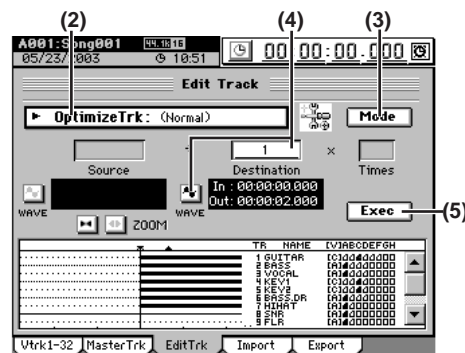 (2) (4) (3)
A001:Song001 44.1K 16 00:00:00.000
05/23/2003 10:51
Edit Track
OptimizeTrk: (Normal) Mode
1 ×
Source Destination Times
In :00:00:00.000
Out:00:00:02.000
WAVE ZOOM WAVE Exec (5)
TR NAME [V]ABCDEFGH
1 GUITAR
2 BASS
3 VOCAL
4 KEY1
5 KEY2
6 BASS.DR
7 HIHAT
8 SNR
9 FLR
Vtrk1-32 MasterTrk EditTrk Import Export